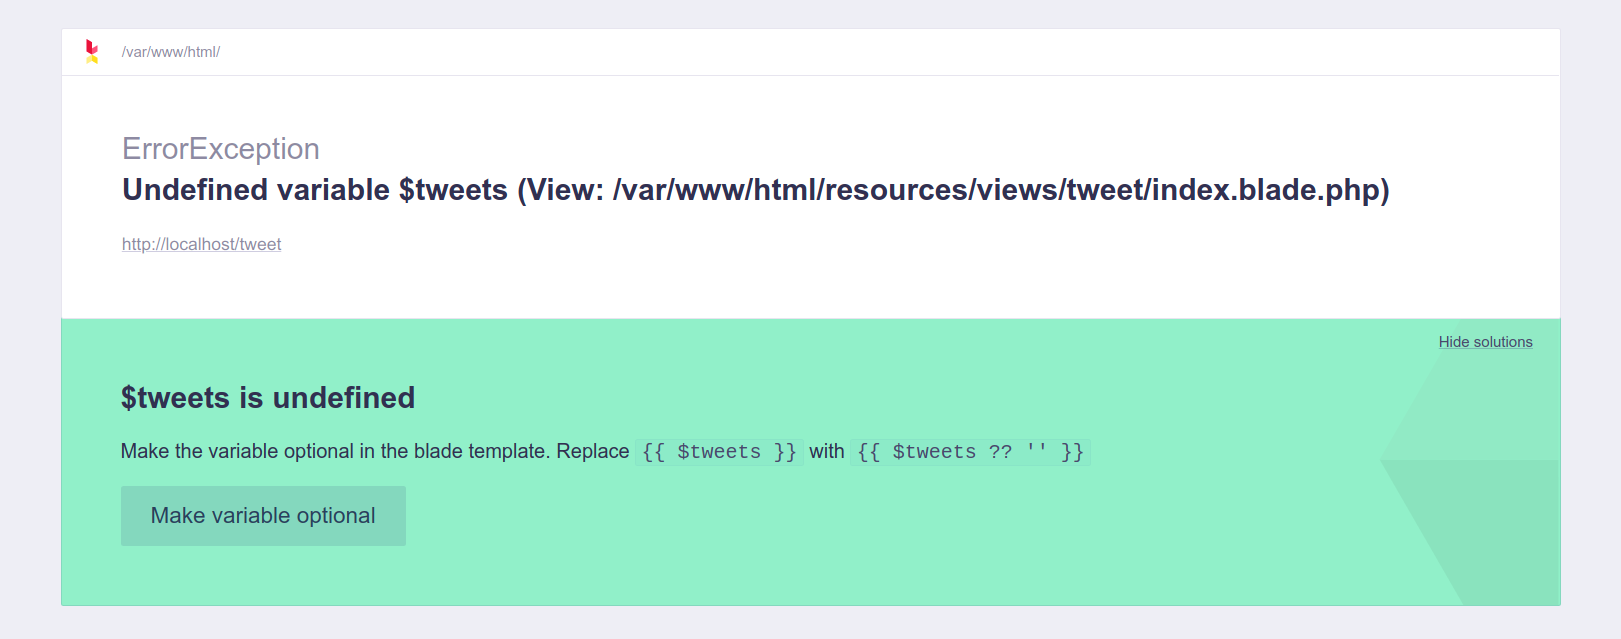 /var/www/html/
ErrorException
Undefined variable $tweets (View: /var/www/html/resources/views/tweet/index.blade.php)
http://localhost/tweet
Hide solutions
$tweets is undefined
Make the variable optional in the blade template. Replace {{ $tweets }} with {{ $tweets ?? '' }}
Make variable optional